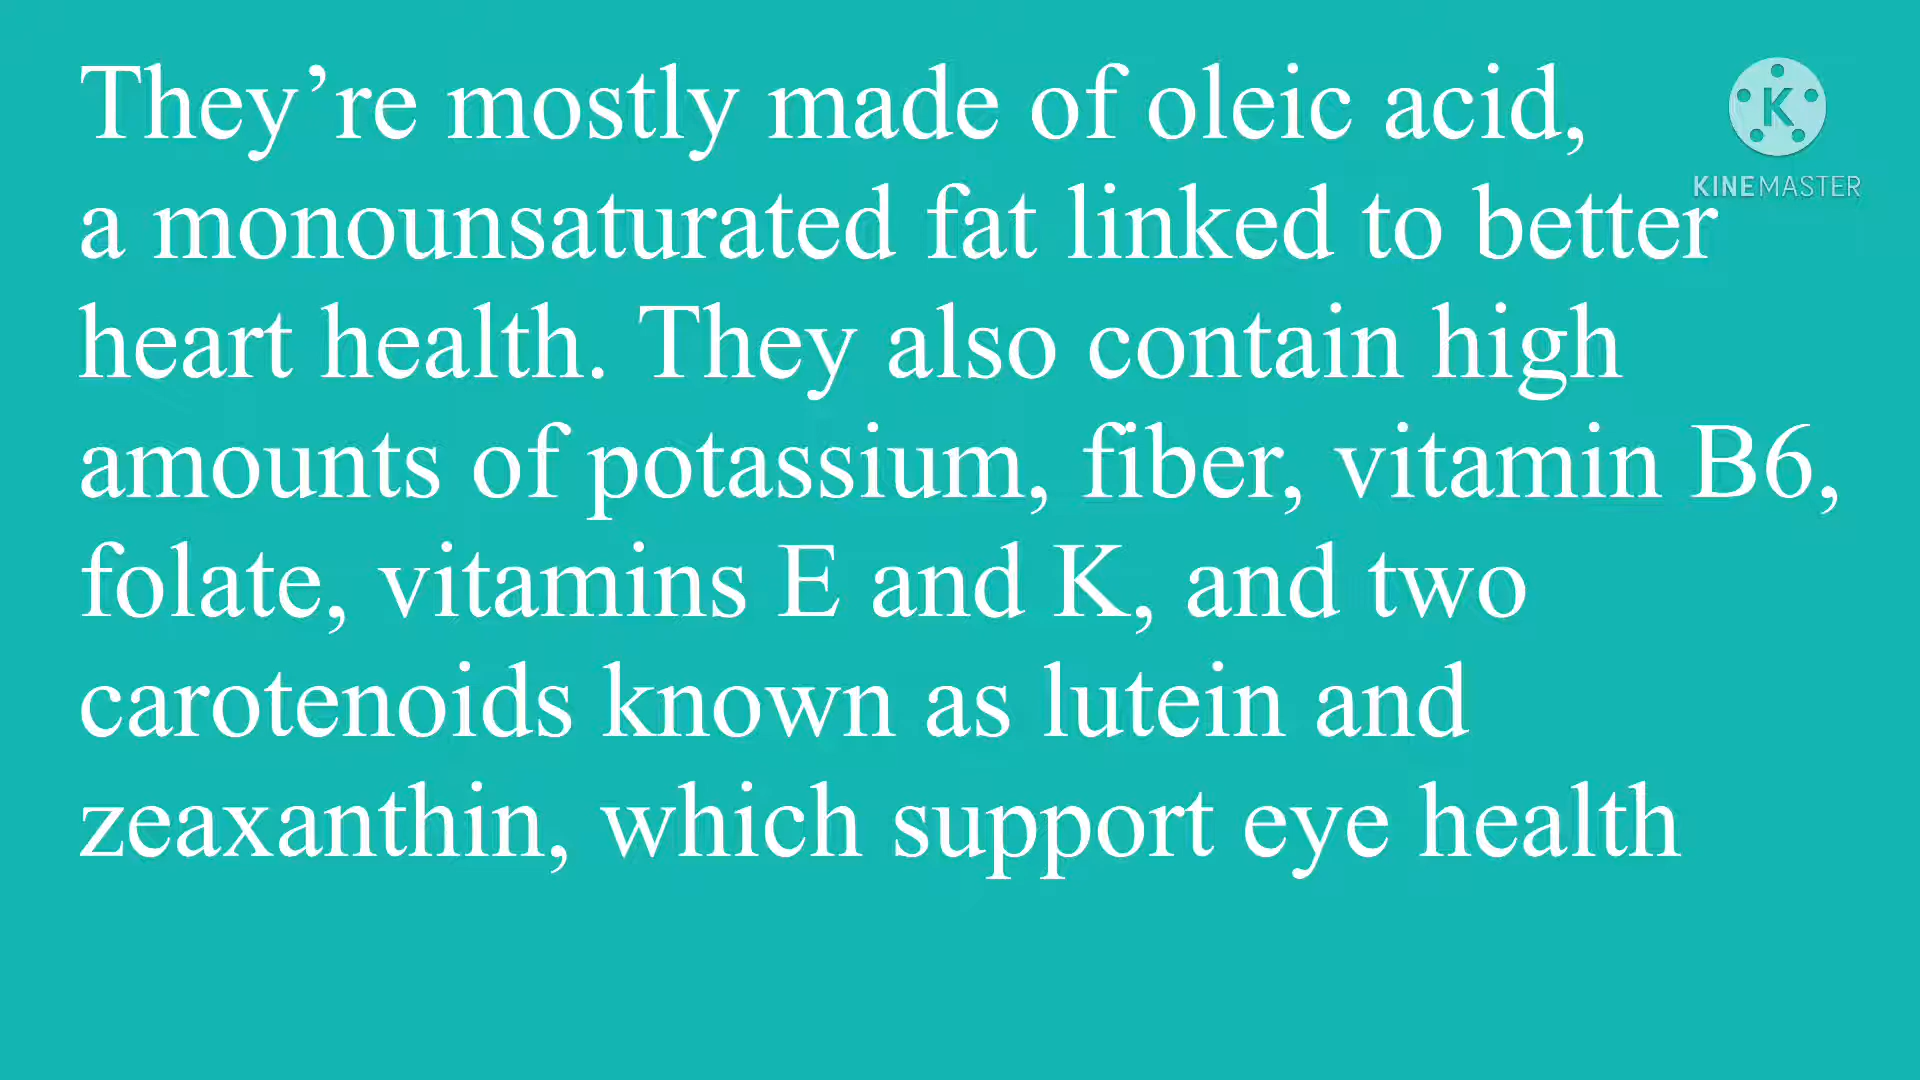 They’re mostly made of oleic acid,
a monounsaturated fat linked to better
heart health. They also contain high
amounts of potassium, fiber, vitamin B6,
folate, vitamins E and K, and two
carotenoids known as lutein and
zeaxanthin, which support eye health
K
KINEMASTER